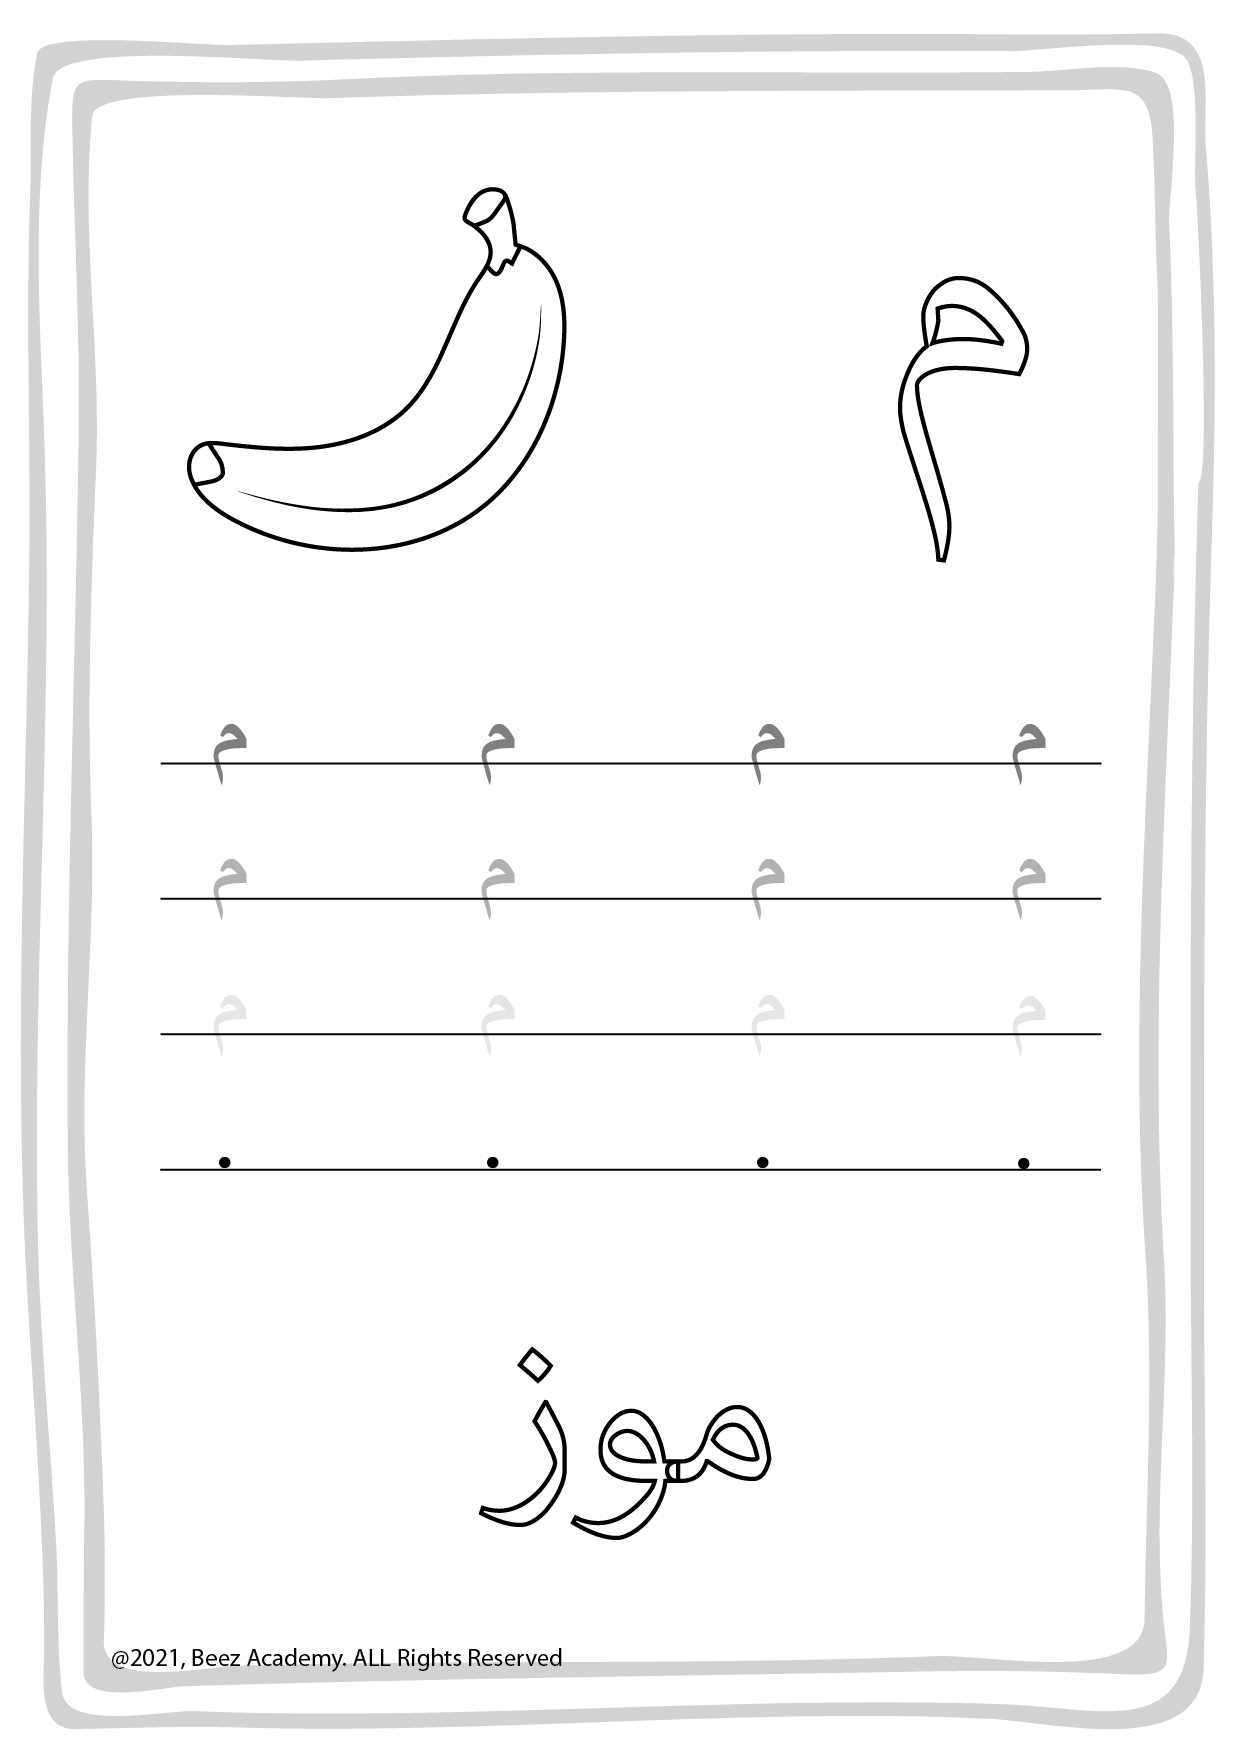 م
م م م م
م م م م
م م م م
. . . .
موز
@2021, Beez Academy. ALL Rights Reserved